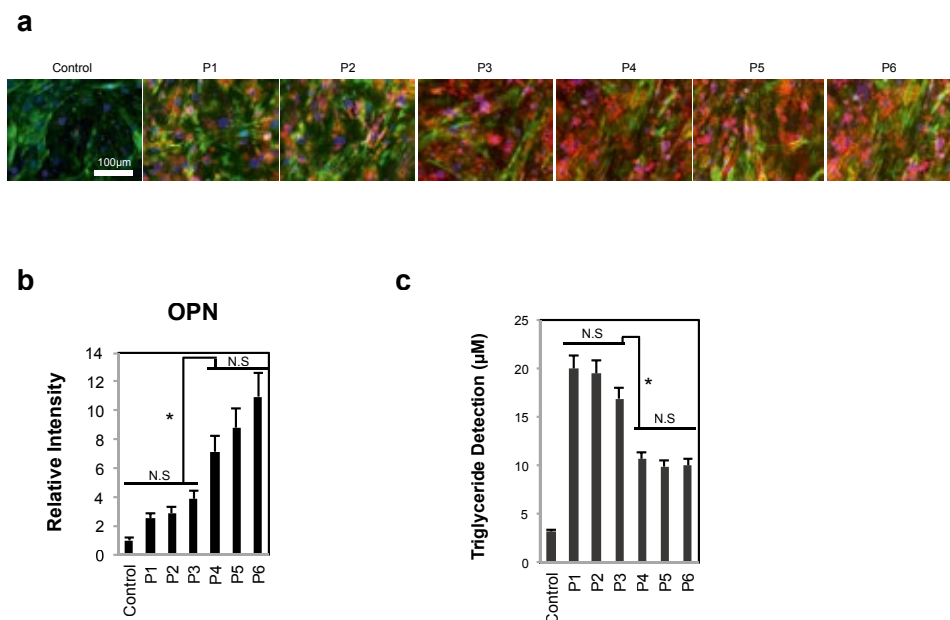 a
Control P1 P2 P3 P4 P5 P6
100µm
b
OPN
Relative Intensity
14
12
10
8
6
4
2
0
N.S
*
N.S
Control P1 P2 P3 P4 P5 P6
c
Triglyceride Detection (µM)
25
20
15
10
5
0
N.S
*
N.S
Control P1 P2 P3 P4 P5 P6